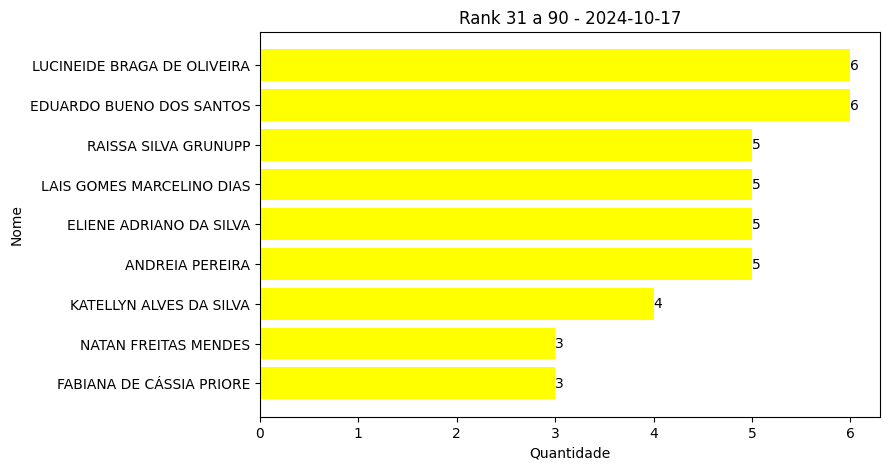 Rank 31 a 90 - 2024-10-17
Nome
LUCINEIDE BRAGA DE OLIVEIRA 6
EDUARDO BUENO DOS SANTOS 6
RAISSA SILVA GRUNUPP 5
LAIS GOMES MARCELINO DIAS 5
ELIENE ADRIANO DA SILVA 5
ANDREIA PEREIRA 5
KATELLYN ALVES DA SILVA 4
NATAN FREITAS MENDES 3
FABIANA DE CÁSSIA PRIORE 3
0 1 2 3 4 5 6
Quantidade